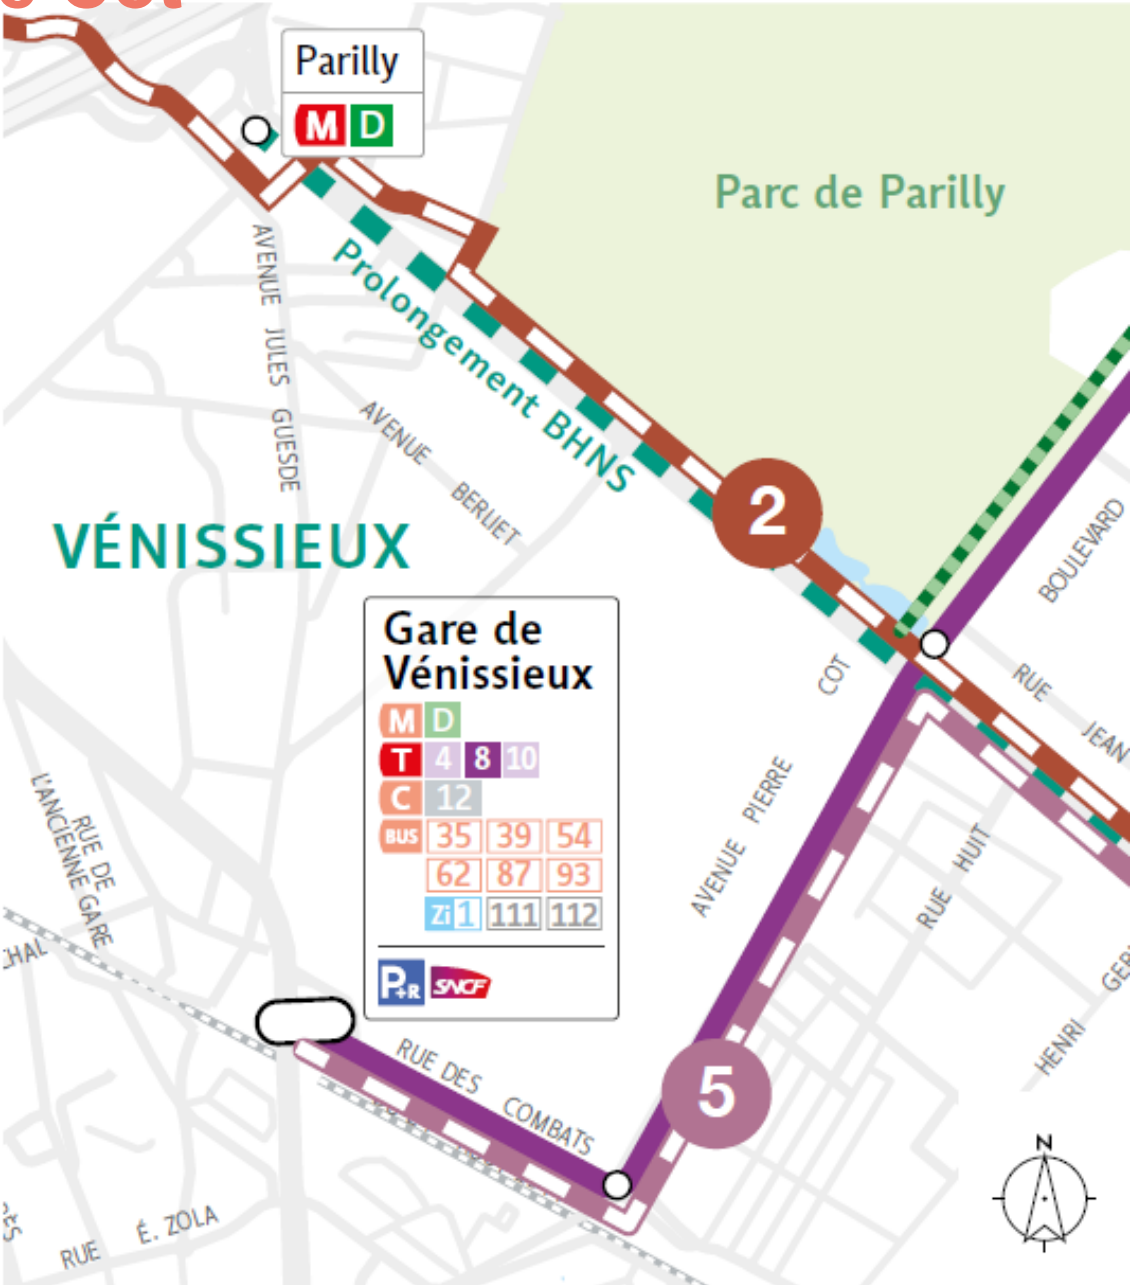 Parilly
M D
Parc de Parilly
Prolongement BHNS
AVENUE JULES GUESDE
AVENUE BERLIET
VÉNISSIEUX
2
BOULEVARD
Gare de
Vénissieux
M D
T 4 8 10
C 12
BUS 35 39 54
62 87 93
Zi 1 111 112
P+R SNCF
COT
RUE
JEAN
AVENUE PIERRE
RUE HUIT
RUE DE
L'ANCIENNE GARE
CHAL
HENRI
GER
RUE DES COMBATS
5
N
RUE É. ZOLA